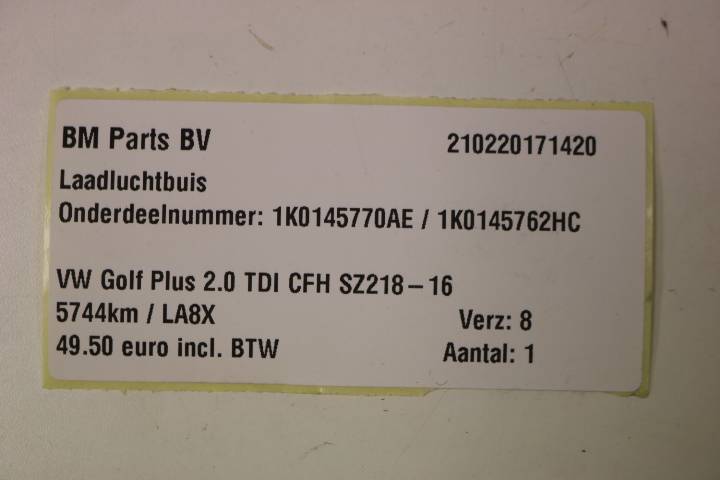 BM Parts BV 210220171420
Laadluchtbuis
Onderdeelnummer: 1K0145770AE / 1K0145762HC
VW Golf Plus 2.0 TDI CFH SZ218-16
5744km / LA8X Verz: 8
49.50 euro incl. BTW Aantal: 1